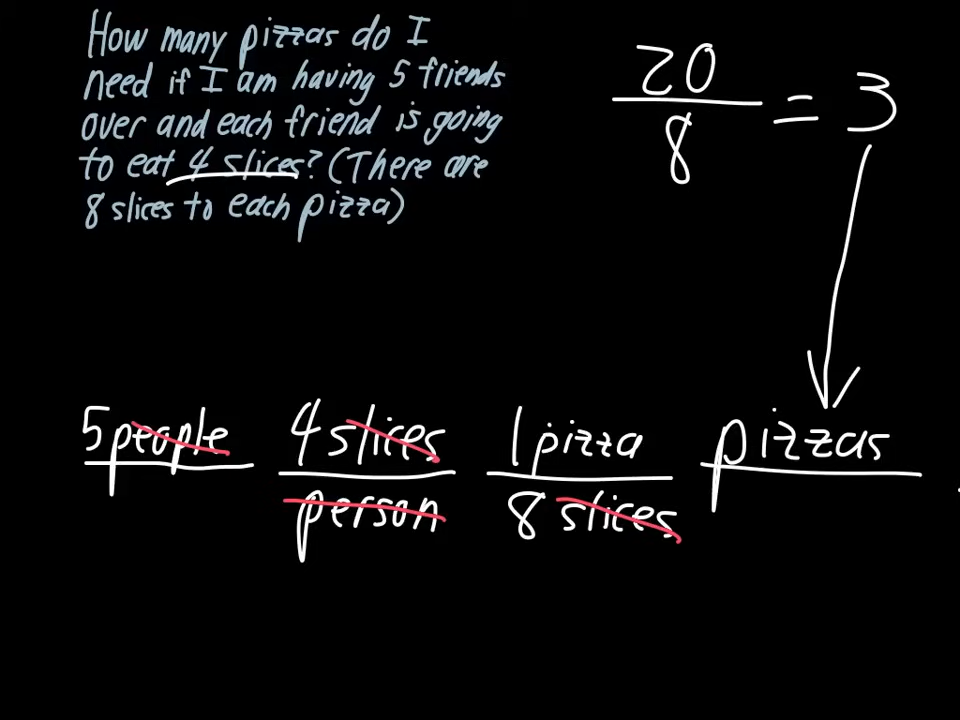 How many pizzas do I
need if I am having 5 friends
over and each friend is going
to eat 4 slices? (There are
8 slices to each pizza)
20
8
= 3
5 people 4 slices 1 pizza pizzas
person 8 slices